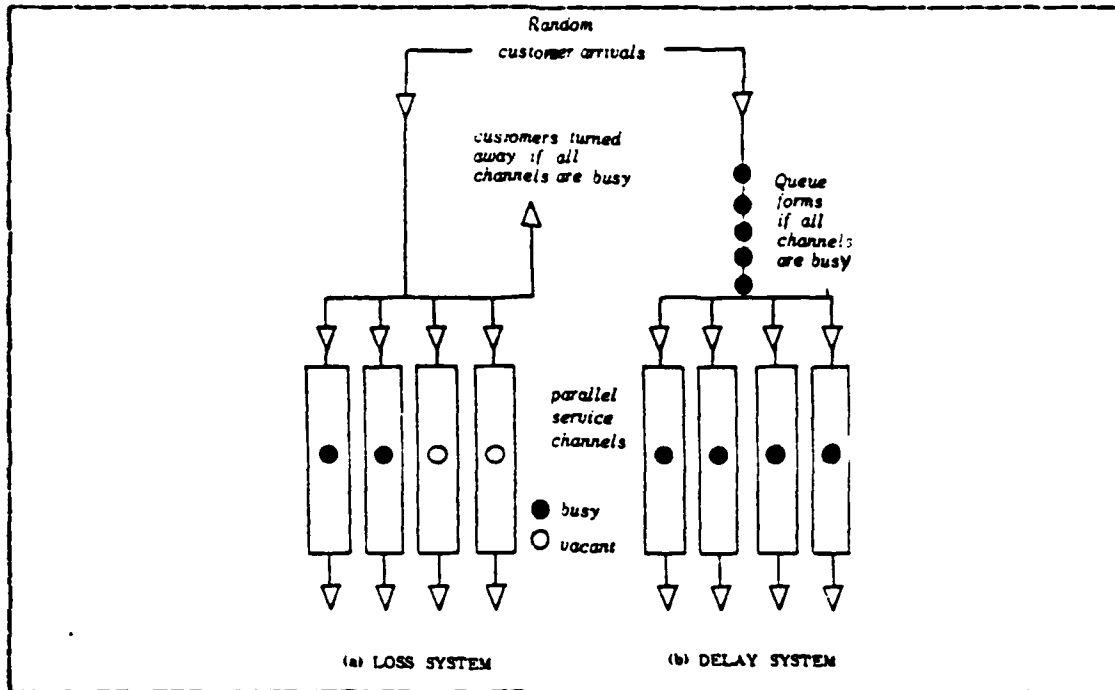 Random
customer arrivals
customers turned
away if all
channels are busy
Queue
forms
if all
channels
are busy
parallel
service
channels
busy
vacant
(a) LOSS SYSTEM
(b) DELAY SYSTEM